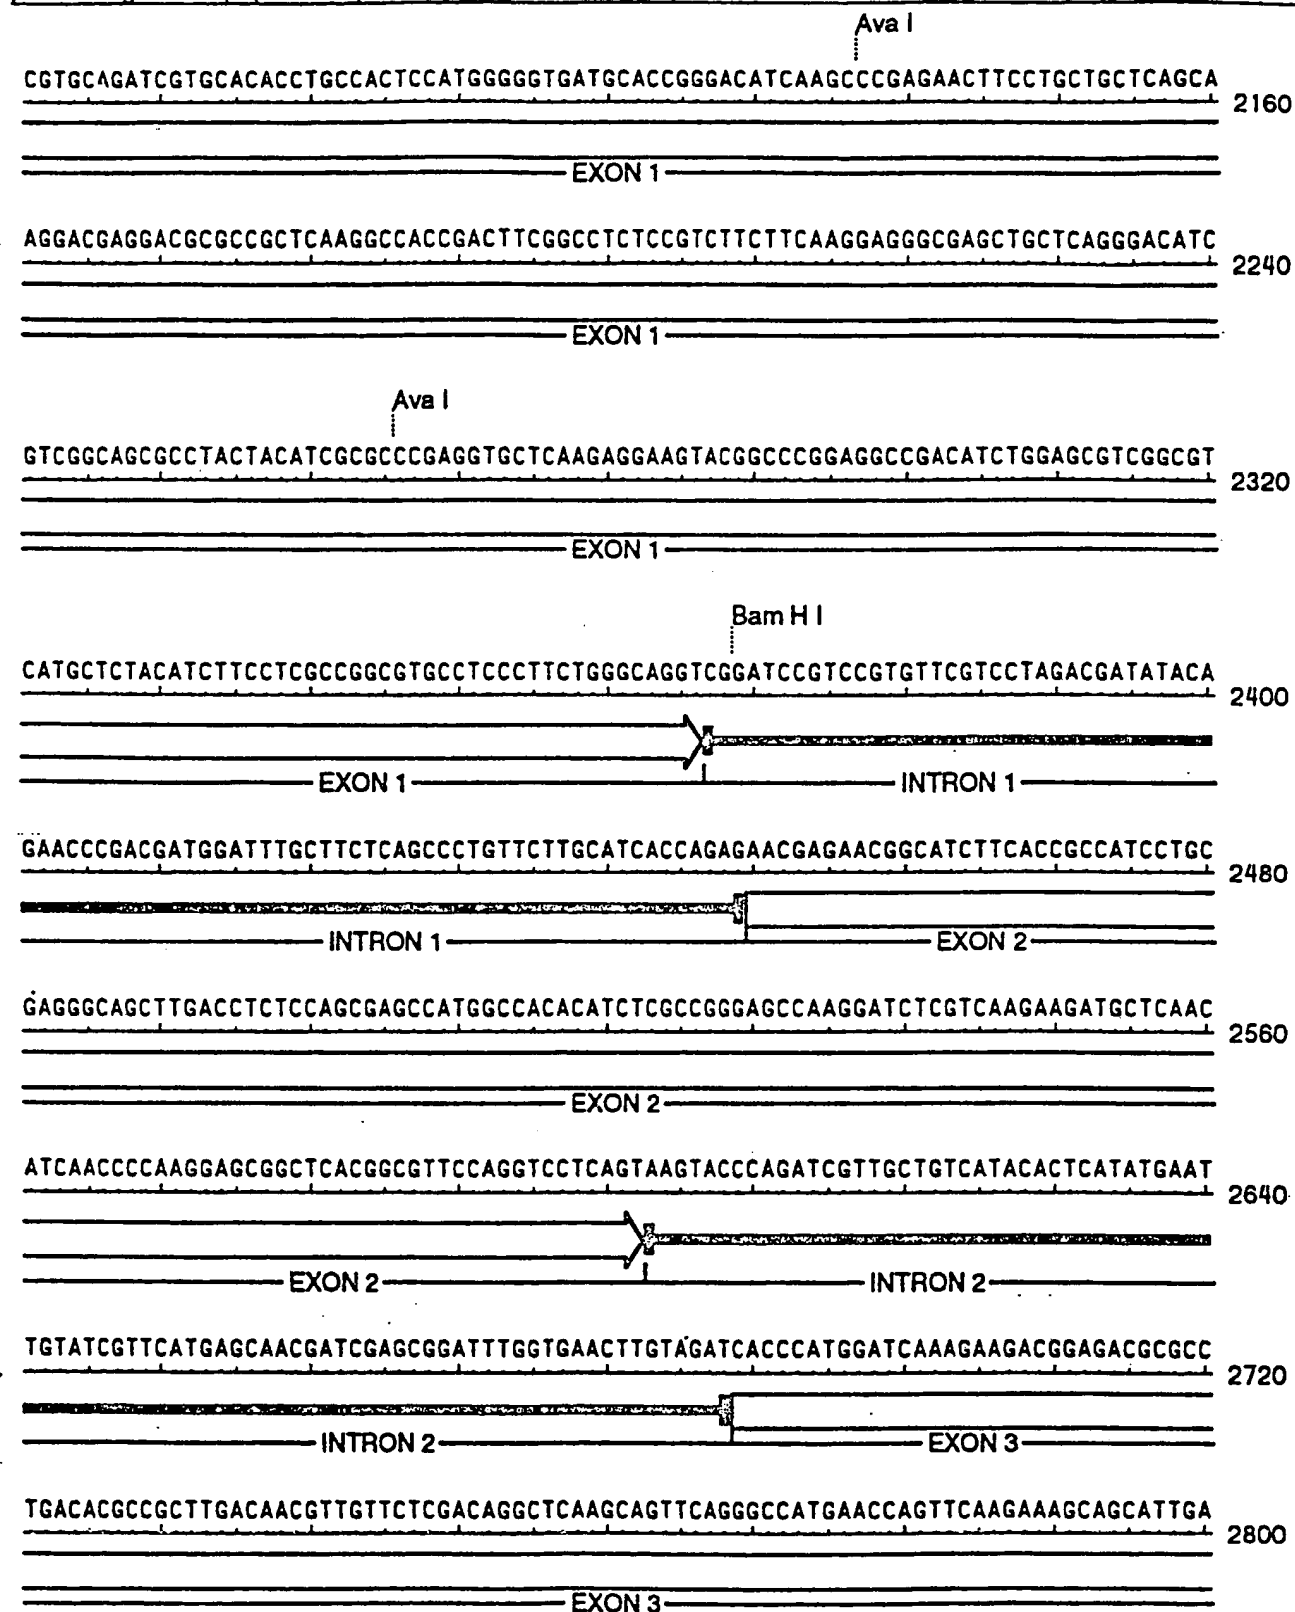 Ava I
CGTGCAGATCGTGCACACCTGCCACTCCATGGGGGTGATGCACCGGGACATCAAGCCCGAGAACTTCCTGCTGCTCAGCA
2160
EXON 1
AGGACGAGGACGCGCCGCTCAAGGCCACCGACTTCGGCCTCTCCGTCTTCTTCAAGGAGGGCGAGCTGCTCAGGGACATC
2240
EXON 1
Ava I
GTCGGCAGCGCCTACTACATCGCGCCCGAGGTGCTCAAGAGGAAGTACGGCCCGGAGGCCGACATCTGGAGCGTCGGCGT
2320
EXON 1
Bam H I
CATGCTCTACATCTTCCTCGCCGGCGTGCCTCCCTTCTGGGCAGGTCGGATCCGTCCGTGTTCGTCCTAGACGATATACA
2400
EXON 1 INTRON 1
GAACCCGACGATGGATTTGCTTCTCAGCCCTGTTCTTGCATCACCAGAGAACGAGAACGGCATCTTCACCGCCATCCTGC
2480
INTRON 1 EXON 2
GAGGGCAGCTTGACCTCTCCAGCGAGCCATGGCCACACATCTCGCCGGGAGCCAAGGATCTCGTCAAGAAGATGCTCAAC
2560
EXON 2
ATCAACCCCAAGGAGCGGCTCACGGCGTTCCAGGTCCTCAGTAAGTACCCAGATCGTTGCTGTCATACACTCATATGAAT
2640
EXON 2 INTRON 2
TGTATCGTTCATGAGCAACGATCGAGCGGATTTGGTGAACTTGTAGATCACCCATGGATCAAAGAAGACGGAGACGCGCC
2720
INTRON 2 EXON 3
TGACACGCCGCTTGACAACGTTGTTCTCGACAGGCTCAAGCAGTTCAGGGCCATGAACCAGTTCAAGAAAGCAGCATTGA
2800
EXON 3